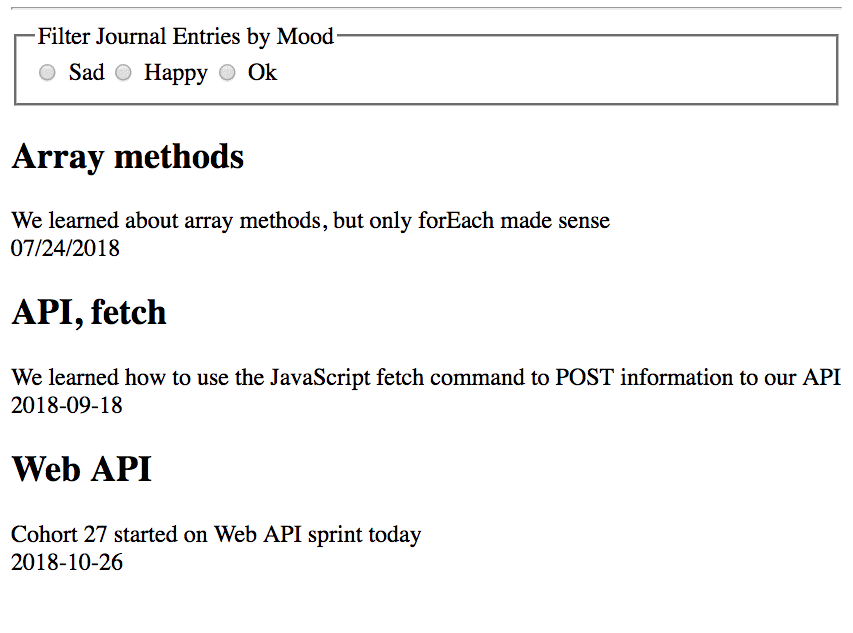 Filter Journal Entries by Mood
Sad Happy Ok
Array methods
We learned about array methods, but only forEach made sense
07/24/2018
API, fetch
We learned how to use the JavaScript fetch command to POST information to our API
2018-09-18
Web API
Cohort 27 started on Web API sprint today
2018-10-26